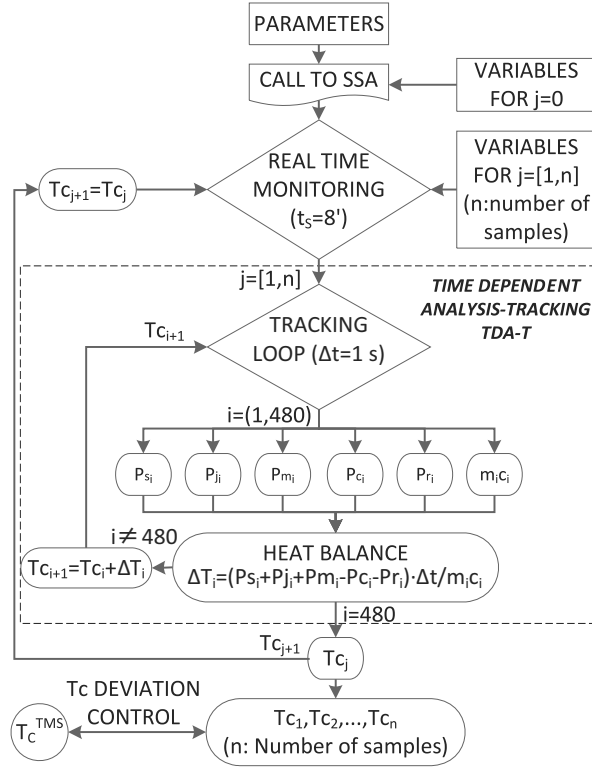 PARAMETERS
CALL TO SSA
VARIABLES
FOR j=0
REAL TIME
MONITORING
(tₛ=8')
VARIABLES
FOR j=[1,n]
(n:number of
samples)
Tcⱼ₊₁=Tcⱼ
j=[1,n]
TIME DEPENDENT
ANALYSIS-TRACKING
TDA-T
Tcᵢ₊₁
TRACKING
LOOP (Δt=1 s)
i=(1,480)
Psᵢ
Pjᵢ
Pmᵢ
Pcᵢ
Prᵢ
mᵢcᵢ
i≠480
Tcᵢ₊₁=Tcᵢ+ΔTᵢ
HEAT BALANCE
ΔTᵢ=(Psᵢ+Pjᵢ+Pmᵢ-Pcᵢ-Prᵢ)·Δt/mᵢcᵢ
i=480
Tcⱼ₊₁
Tcⱼ
Tc DEVIATION
CONTROL
T_C^TMS
Tc₁,Tc₂,...,Tcₙ
(n: Number of samples)